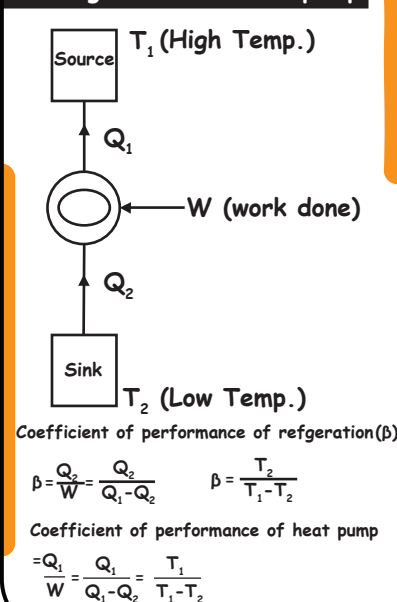 T₁ (High Temp.)
Source
Q₁
W (work done)
Q₂
Sink
T₂ (Low Temp.)
Coefficient of performance of refgeration(β)
β = Q₂/W = Q₂/(Q₁-Q₂) β = T₂/(T₁-T₂)
Coefficient of performance of heat pump
= Q₁/W = Q₁/(Q₁-Q₂) = T₁/(T₁-T₂)